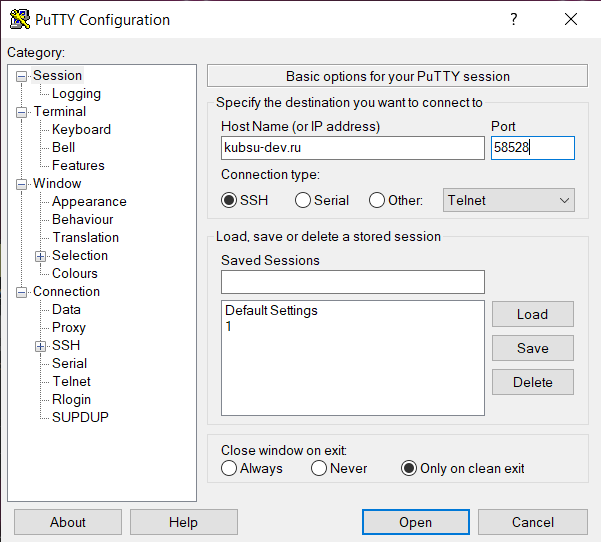 PuTTY Configuration
?
Category:
Session
Logging
Terminal
Keyboard
Bell
Features
Window
Appearance
Behaviour
Translation
Selection
Colours
Connection
Data
Proxy
SSH
Serial
Telnet
Rlogin
SUPDUP
Basic options for your PuTTY session
Specify the destination you want to connect to
Host Name (or IP address) Port
kubsu-dev.ru 58528
Connection type:
SSH Serial Other: Telnet
Load, save or delete a stored session
Saved Sessions
Default Settings
1
Load
Save
Delete
Close window on exit:
Always Never Only on clean exit
About Help Open Cancel